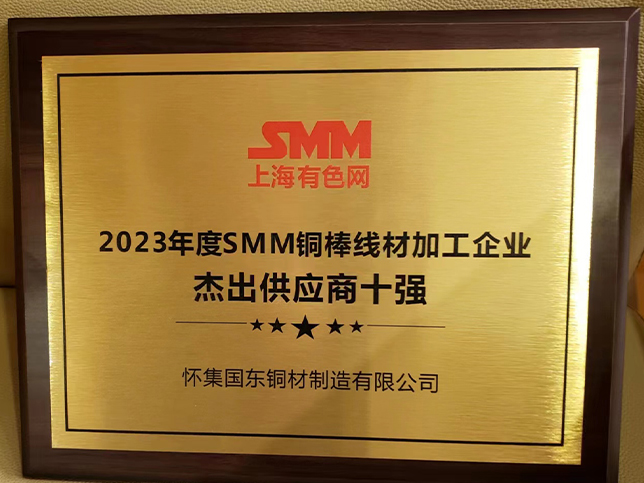 SMM
上海有色网
2023年度SMM铜棒线材加工企业
杰出供应商十强
怀集国东铜材制造有限公司